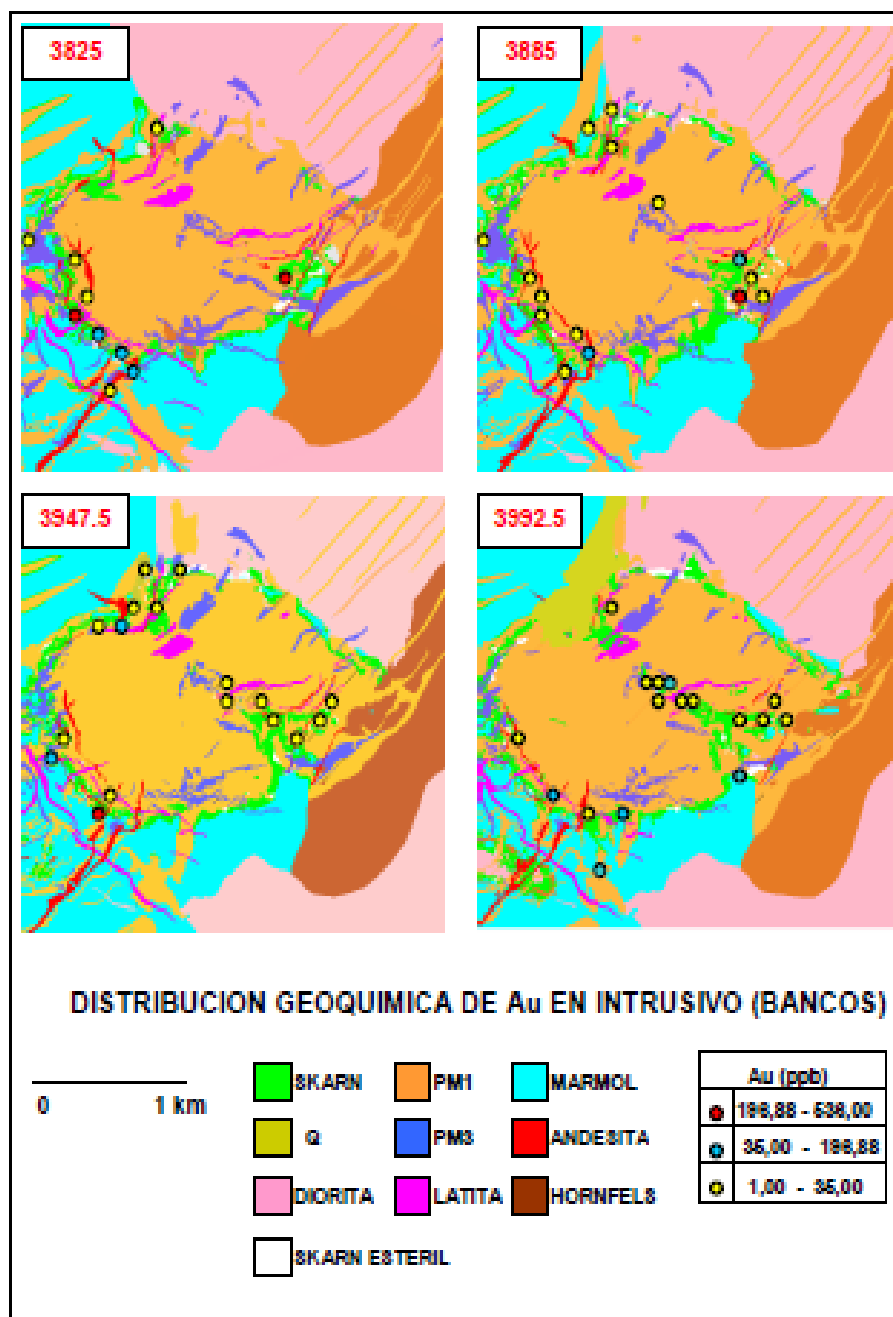 3825
3885
3947.5
3992.5
DISTRIBUCION GEOQUIMICA DE Au EN INTRUSIVO (BANCOS)
0 1 km
SKARN PM1 MARMOL
Q PM3 ANDESITA
DIORITA LATITA HORNFELS
SKARN ESTERIL
Au (ppb)
196,88 - 536,00
35,00 - 196,88
1,00 - 35,00